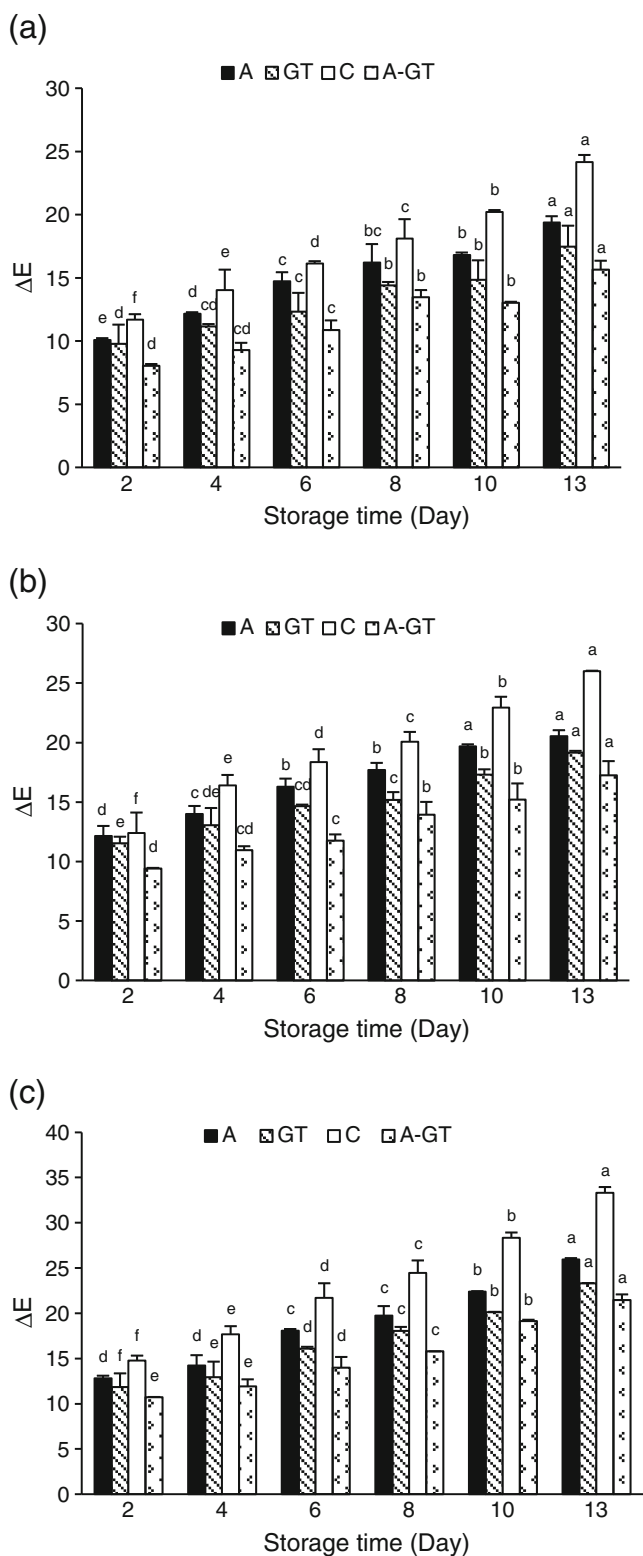 (a)
A GT C A-GT
30
25
20
15
10
5
0
ΔE
e d f d
d cd e cd
c c d c
bc b c b
b b b b
a a a a
2 4 6 8 10 13
Storage time (Day)
(b)
A GT C A-GT
30
25
20
15
10
5
0
ΔE
d e f d
c de e cd
b cd d c
b c c b
a b b b
a a a a
2 4 6 8 10 13
Storage time (Day)
(c)
A GT C A-GT
40
35
30
25
20
15
10
5
0
ΔE
d f f e
d e e e
c d d d
c c c c
b b b b
a a a a
2 4 6 8 10 13
Storage time (Day)